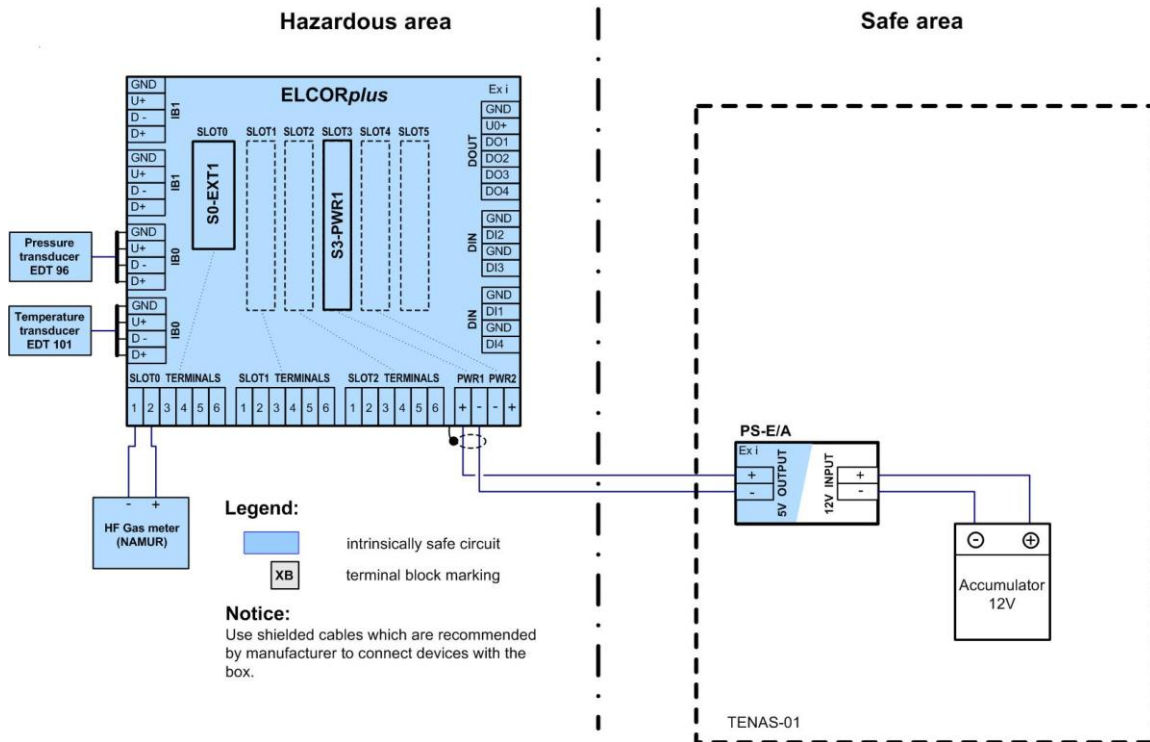 Hazardous area
Safe area
ELCORplus
Ex i
GND
U+
D -
D+
IB1
GND
U+
D -
D+
IB1
GND
U+
D -
D+
IB0
GND
U+
D -
D+
IB0
SLOT0
SLOT1
SLOT2
SLOT3
SLOT4
SLOT5
S0-EXT1
S3-PWR1
DOUT
GND
U0+
DO1
DO2
DO3
DO4
DIN
GND
DI2
GND
DI3
DIN
GND
DI1
GND
DI4
Pressure
transducer
EDT 96
Temperature
transducer
EDT 101
SLOT0 TERMINALS
SLOT1 TERMINALS
SLOT2 TERMINALS
PWR1 PWR2
1 2 3 4 5 6
1 2 3 4 5 6
1 2 3 4 5 6
+ - - +
- +
HF Gas meter
(NAMUR)
Legend:
intrinsically safe circuit
XB
terminal block marking
Notice:
Use shielded cables which are recommended
by manufacturer to connect devices with the
box.
PS-E/A
Ex i
+
-
5V OUTPUT
12V INPUT
+
-
- +
Accumulator
12V
TENAS-01